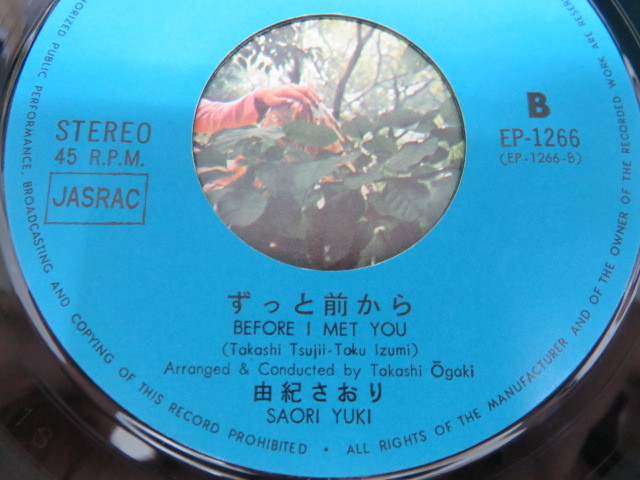 STEREO
45 R.P.M.
JASRAC
B
EP-1266
(EP-1266-B)
ずっと前から
BEFORE I MET YOU
(Takashi Tsujii-Taku Izumi)
Arranged & Conducted by Takashi Ōgaki
由紀さおり
SAORI YUKI
PUBLIC PERFORMANCE, BROADCASTING AND COPYING OF THIS RECORD PROHIBITED • ALL RIGHTS OF THE MANUFACTURER AND OF THE OWNER OF THE RECORDED WORK ARE